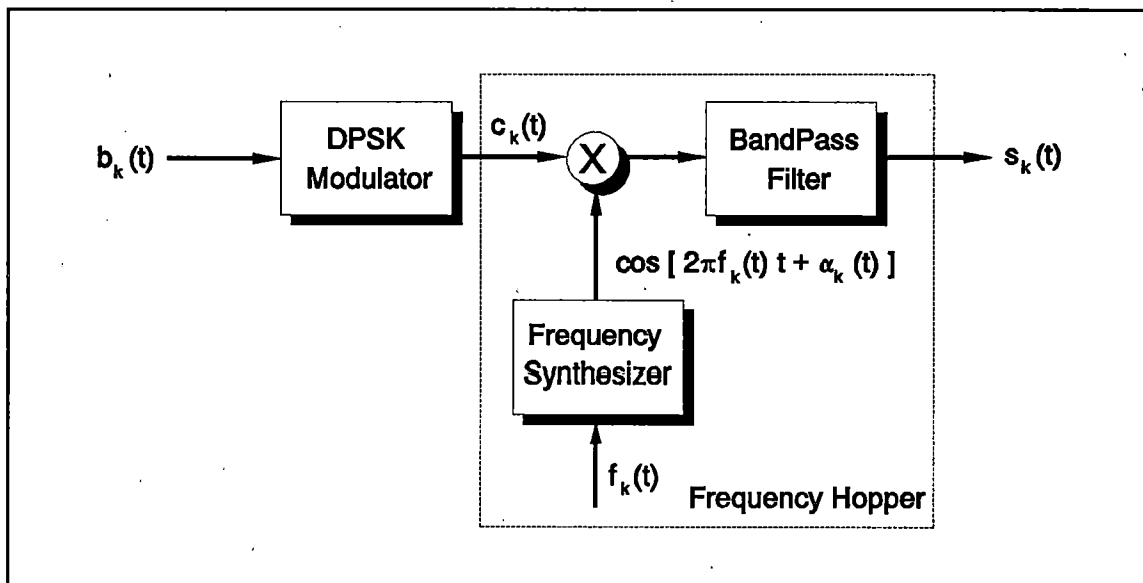 b_k(t)
DPSK
Modulator
c_k(t)
X
BandPass
Filter
s_k(t)
cos [ 2πf_k(t) t + α_k(t) ]
Frequency
Synthesizer
f_k(t)
Frequency Hopper